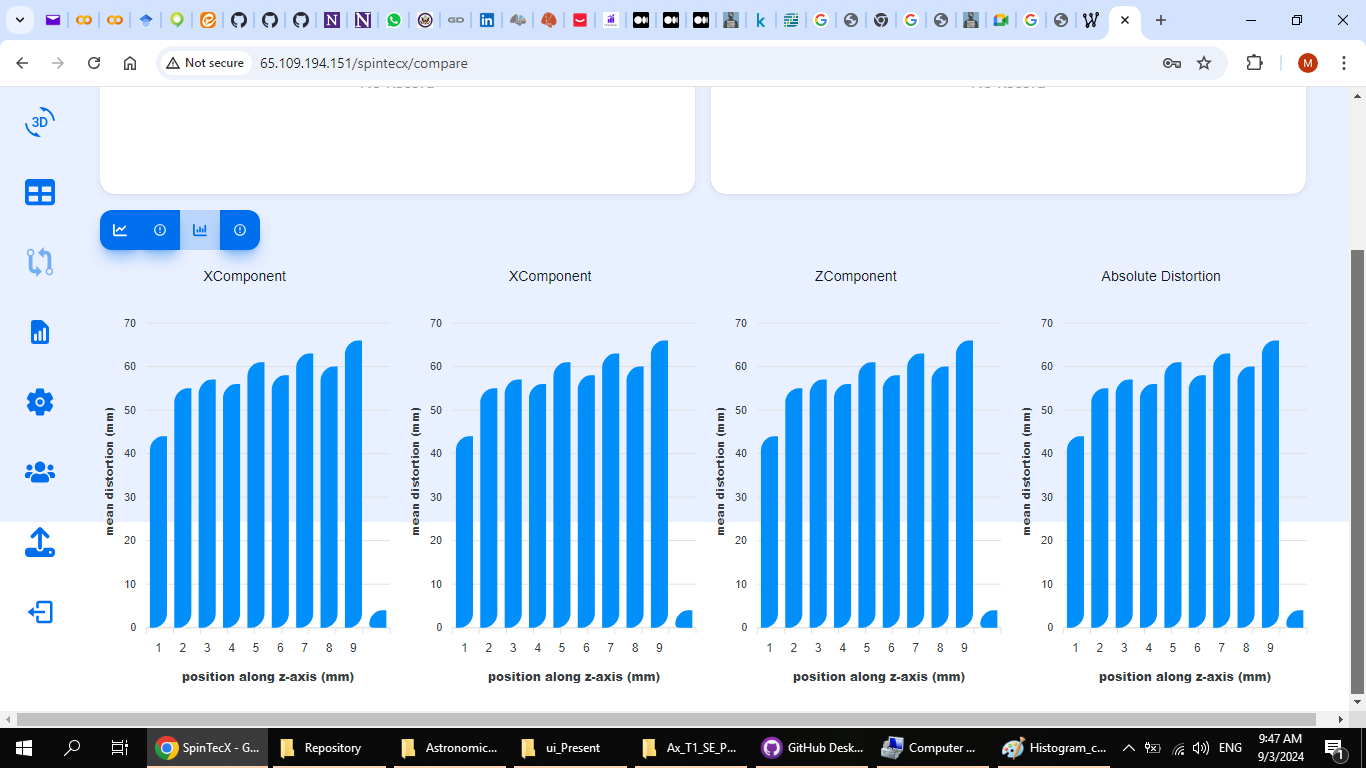 Not secure
65.109.194.151/spintecx/compare
M
3D
XComponent
XComponent
ZComponent
Absolute Distortion
mean distortion (mm)
70
60
50
40
30
20
10
0
1 2 3 4 5 6 7 8 9
position along z-axis (mm)
mean distortion (mm)
70
60
50
40
30
20
10
0
1 2 3 4 5 6 7 8 9
position along z-axis (mm)
mean distortion (mm)
70
60
50
40
30
20
10
0
1 2 3 4 5 6 7 8 9
position along z-axis (mm)
mean distortion (mm)
70
60
50
40
30
20
10
0
1 2 3 4 5 6 7 8 9
position along z-axis (mm)
SpinTecX - G...
Repository
Astronomic...
ui_Present
Ax_T1_SE_P...
GitHub Desk...
Computer ...
Histogram_c...
ENG
9:47 AM
9/3/2024
1